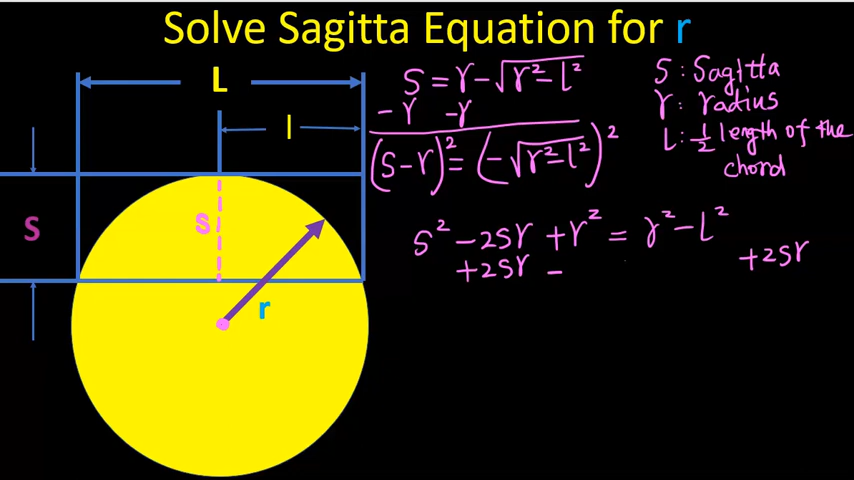 Solve Sagitta Equation for r
L
l
S
s
r
S = r - √(r² - l²)
- r - r
(S - r)² = (-√(r² - l²))²
s² - 2sr + r² = r² - l²
+2sr - +2sr
S : Sagitta
r : radius
L : 1/2 length of the
chord